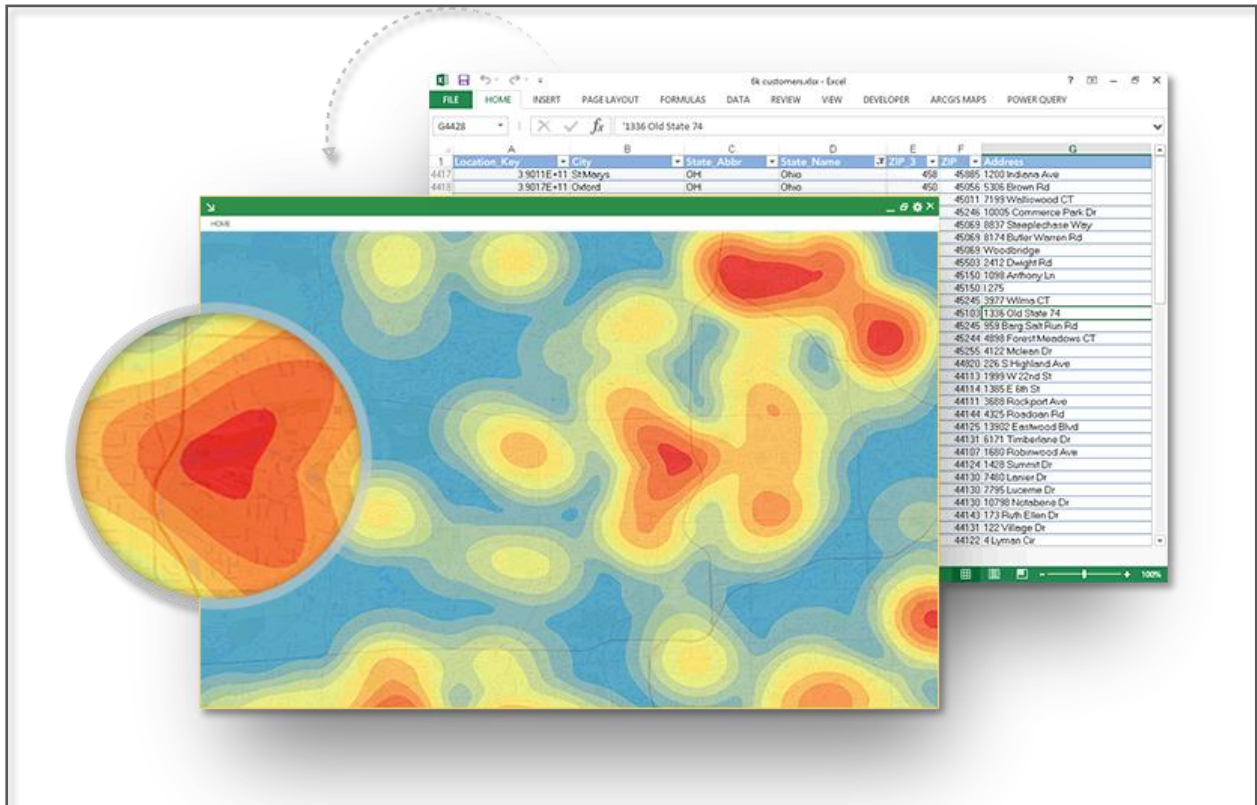 6k customers.xlsx - Excel
FILE HOME INSERT PAGE LAYOUT FORMULAS DATA REVIEW VIEW DEVELOPER ARCGIS MAPS POWER QUERY
G4428 fx '1336 Old State 74
A B C D E F G
1 Location_Key City State_Abbr State_Name ZIP_3 ZIP Address
4417 3.9011E+11 St Marys OH Ohio 458 45885 1200 Indiana Ave
4418 3.9017E+11 Oxford OH Ohio 450 45056 5306 Brown Rd
45011 7199 Walliswood CT
45246 10005 Commerce Park Dr
45069 8837 Steeplechase Way
45069 8174 Butler Warren Rd
45069 Woodbridge
45503 2412 Dwight Rd
45150 1098 Anthony Ln
45150 I 275
45245 3977 Wilma CT
45103 1336 Old State 74
45245 959 Barg Salt Run Rd
45244 4898 Forest Meadows CT
45255 4122 Mclean Dr
44820 226 S Highland Ave
44113 1999 W 22nd St
44114 1385 E 6th St
44111 3688 Rockport Ave
44144 4325 Roadoan Rd
44125 13902 Eastwood Blvd
44131 6171 Timberlane Dr
44107 1680 Robinwood Ave
44124 1428 Summit Dr
44130 7480 Lanier Dr
44130 7795 Lucerne Dr
44130 10798 Notabene Dr
44143 173 Ruth Ellen Dr
44131 122 Village Dr
44122 4 Lyman Cir
100%
HOME